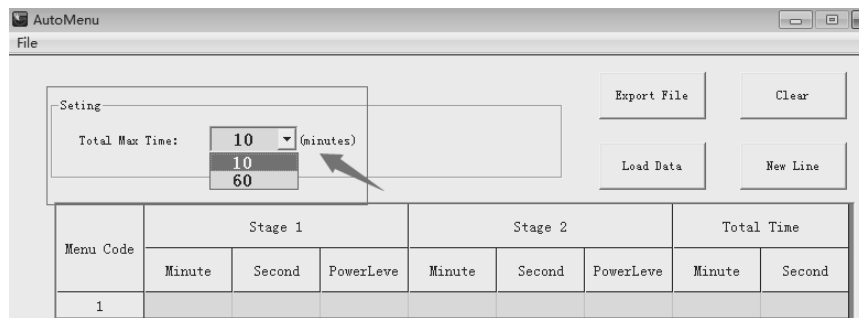 AutoMenu
File
Seting
Export File
Clear
Total Max Time:
10
(minutes)
10
60
Load Data
New Line
Menu Code
Stage 1
Stage 2
Total Time
Minute
Second
PowerLeve
Minute
Second
PowerLeve
Minute
Second
1